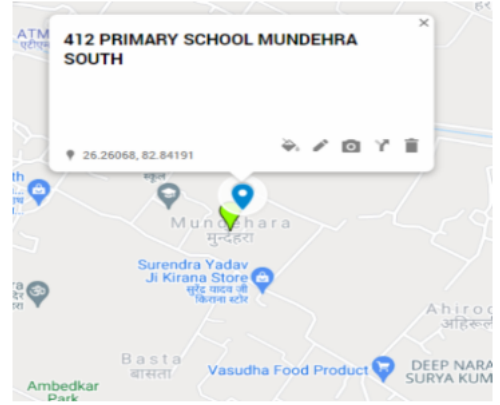 ATM
412 PRIMARY SCHOOL MUNDEHRA
SOUTH
26.26068, 82.84191
स्कूल
Mundehara
मुन्देहरा
Surendra Yadav
Ji Kirana Store
सुरेंद्र यादव जी
किराना स्टोर
Basta
बासता
Vasudha Food Product
DEEP NARA
SURYA KUM
Ahiro
Ambedkar
Park